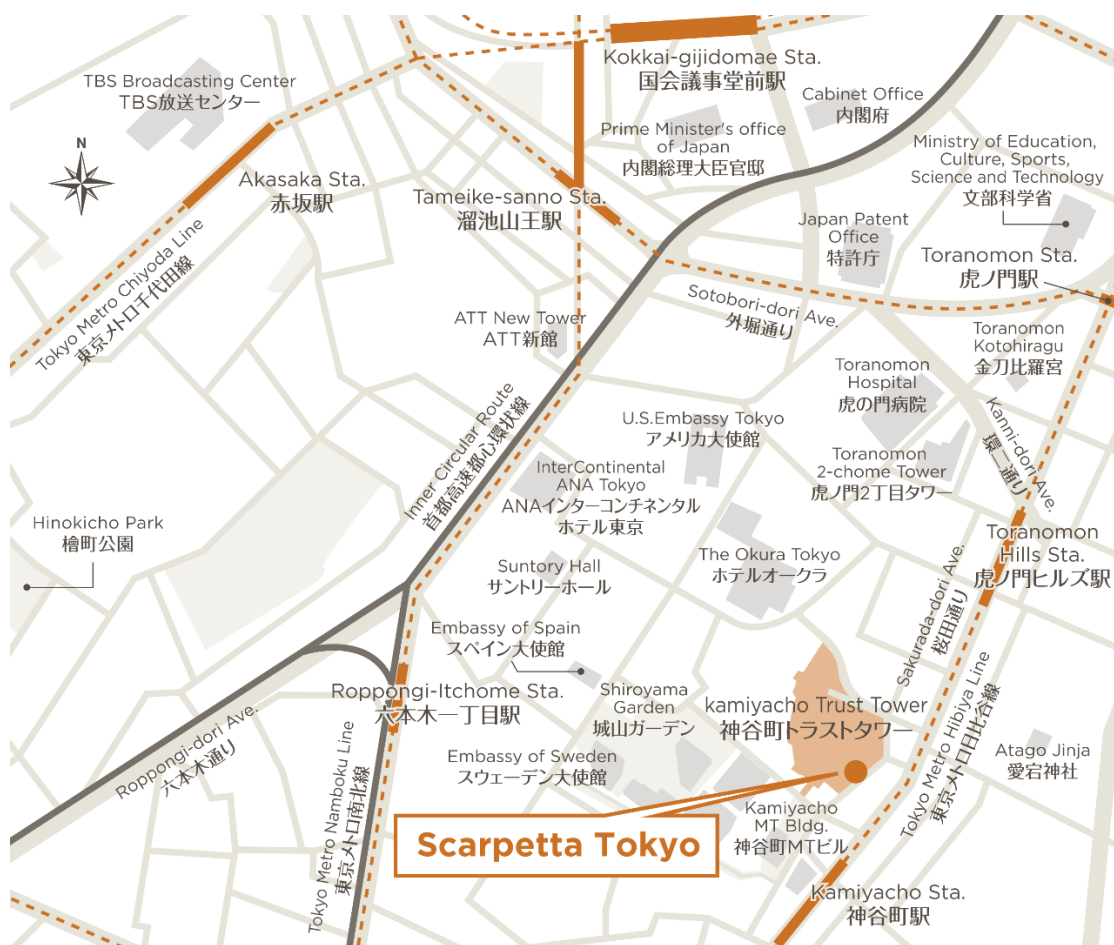 Kokkai-gijidomae Sta.
国会議事堂前駅
TBS Broadcasting Center
TBS放送センター
Cabinet Office
内閣府
Prime Minister's office
of Japan
内閣総理大臣官邸
Ministry of Education,
Culture, Sports,
Science and Technology
文部科学省
N
Akasaka Sta.
赤坂駅
Tameike-sanno Sta.
溜池山王駅
Japan Patent
Office
特許庁
Toranomon Sta.
虎ノ門駅
Tokyo Metro Chiyoda Line
東京メトロ千代田線
Sotobori-dori Ave.
外堀通り
ATT New Tower
ATT新館
Toranomon
Kotohiragu
金刀比羅宮
Toranomon
Hospital
虎の門病院
Kanni-dori Ave.
環二通り
U.S.Embassy Tokyo
アメリカ大使館
Inner Circular Route
首都高速都心環状線
InterContinental
ANA Tokyo
ANAインターコンチネンタル
ホテル東京
Toranomon
2-chome Tower
虎ノ門2丁目タワー
Hinokicho Park
檜町公園
Toranomon
Hills Sta.
虎ノ門ヒルズ駅
The Okura Tokyo
ホテルオークラ
Suntory Hall
サントリーホール
Sakurada-dori Ave.
桜田通り
Embassy of Spain
スペイン大使館
Roppongi-Itchome Sta.
六本木一丁目駅
Shiroyama
Garden
城山ガーデン
kamiyacho Trust Tower
神谷町トラストタワー
Roppongi-dori Ave.
六本木通り
Embassy of Sweden
スウェーデン大使館
Tokyo Metro Hibiya Line
東京メトロ日比谷線
Atago Jinja
愛宕神社
Tokyo Metro Namboku Line
東京メトロ南北線
Kamiyacho
MT Bldg.
神谷町MTビル
Scarpetta Tokyo
Kamiyacho Sta.
神谷町駅